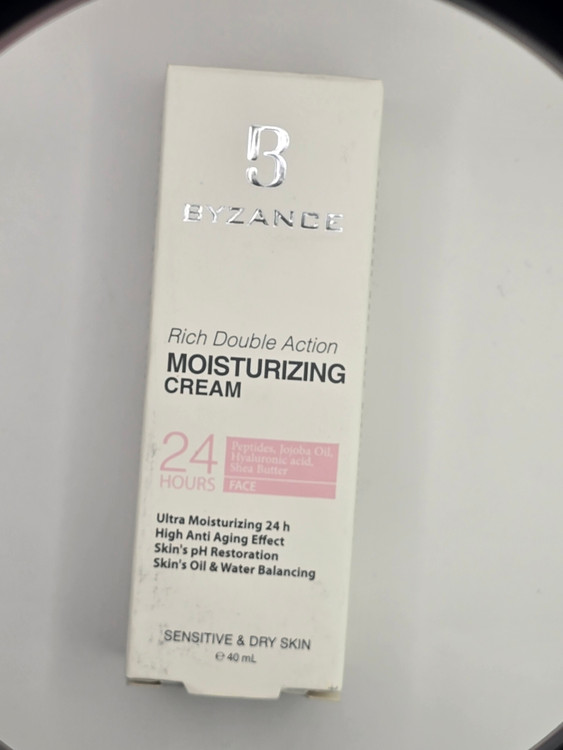 B
BYZANCE
Rich Double Action
MOISTURIZING
CREAM
24
HOURS
Peptides, Jojoba Oil,
Hyaluronic acid,
Shea Butter
FACE
Ultra Moisturizing 24 h
High Anti Aging Effect
Skin's pH Restoration
Skin's Oil & Water Balancing
SENSITIVE & DRY SKIN
℮ 40 mL